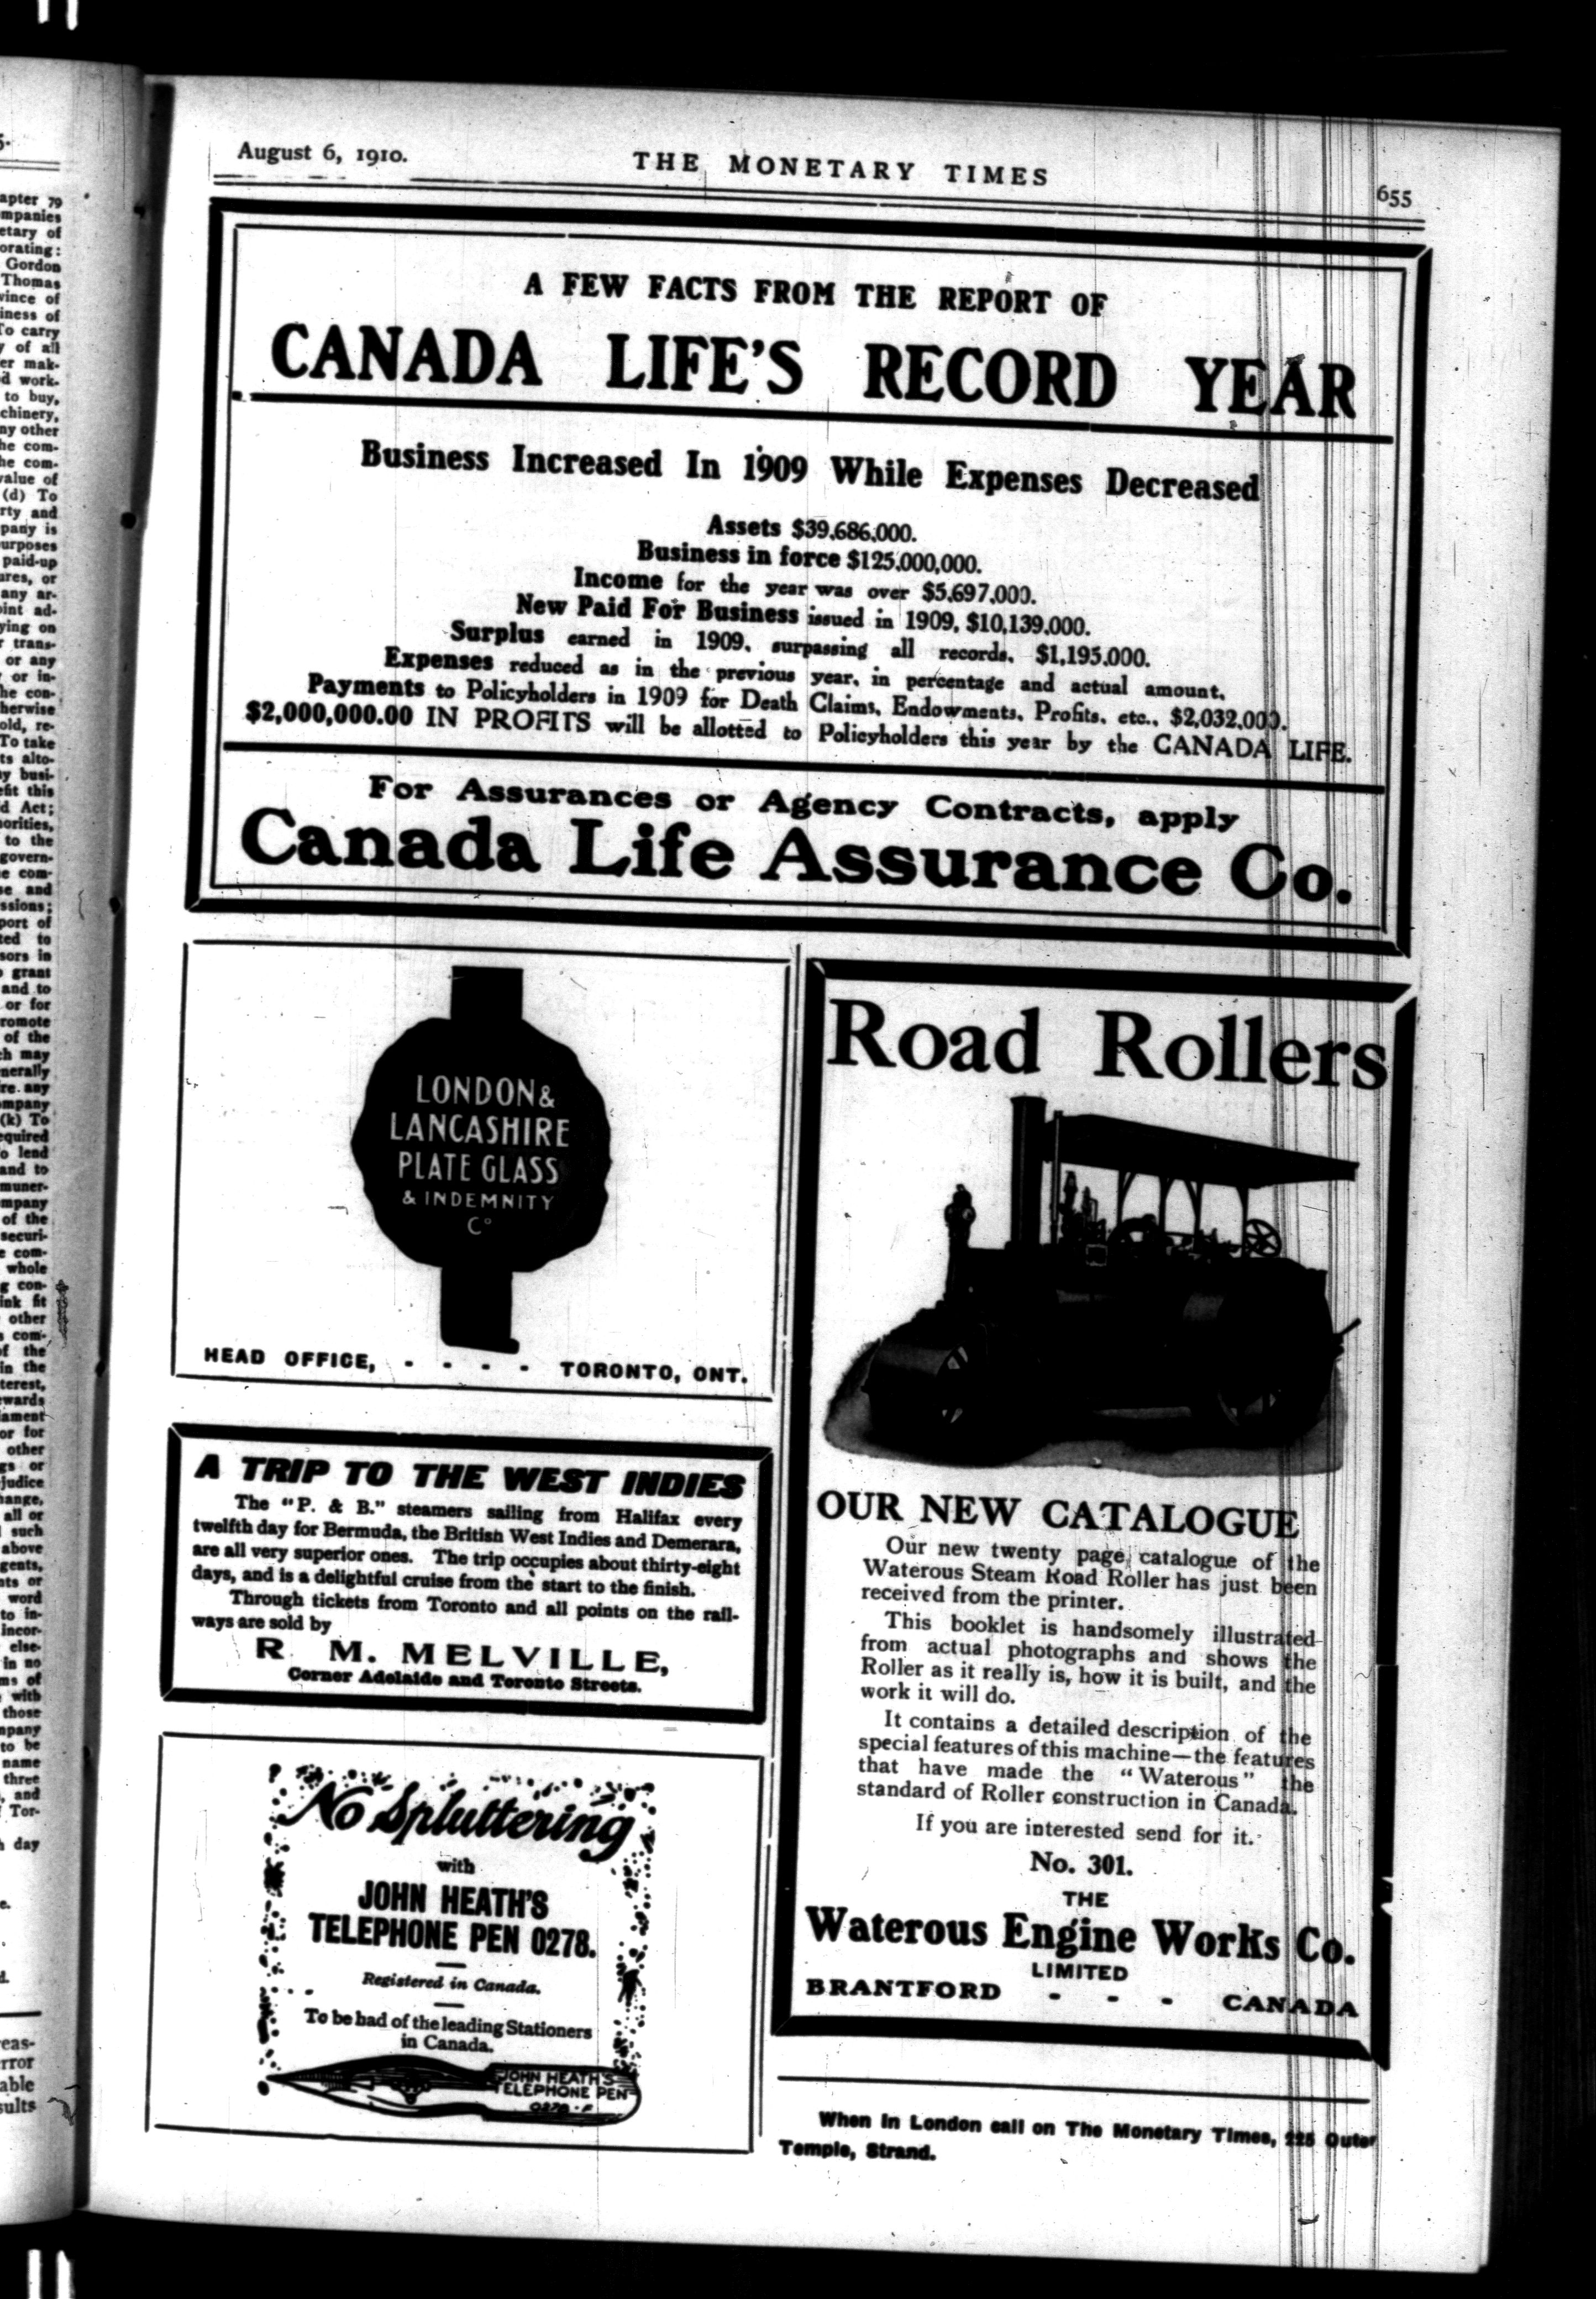 August 6, 1910.
THE MONETARY TIMES
655
A FEW FACTS FROM THE REPORT OF
CANADA LIFE'S RECORD YEAR
Business Increased In 1909 While Expenses Decreased
Assets $39,686,000.
Business in force $125,000,000.
Income for the year was over $5,697,000.
New Paid For Business issued in 1909, $10,139,000.
Surplus earned in 1909, surpassing all records, $1,195,000.
Expenses reduced as in the previous year, in percentage and actual amount.
Payments to Policyholders in 1909 for Death Claims, Endowments, Profits, etc., $2,032,000.
$2,000,000.00 IN PROFITS will be allotted to Policyholders this year by the CANADA LIFE.
For Assurances or Agency Contracts, apply
Canada Life Assurance Co.
LONDON &
LANCASHIRE
PLATE GLASS
& INDEMNITY
Cº
HEAD OFFICE, - - - - TORONTO, ONT.
A TRIP TO THE WEST INDIES
The "P. & B." steamers sailing from Halifax every
twelfth day for Bermuda, the British West Indies and Demerara,
are all very superior ones. The trip occupies about thirty-eight
days, and is a delightful cruise from the start to the finish.
Through tickets from Toronto and all points on the rail-
ways are sold by
R. M. MELVILLE,
Corner Adelaide and Toronto Streets.
No Spluttering
with
JOHN HEATH'S
TELEPHONE PEN 0278.
Registered in Canada.
To be had of the leading Stationers
in Canada.
JOHN HEATH'S
TELEPHONE PEN
0278·F
Road Rollers
OUR NEW CATALOGUE
Our new twenty page catalogue of the
Waterous Steam Road Roller has just been
received from the printer.
This booklet is handsomely illustrated
from actual photographs and shows the
Roller as it really is, how it is built, and the
work it will do.
It contains a detailed description of the
special features of this machine—the features
that have made the "Waterous" the
standard of Roller construction in Canada.
If you are interested send for it.
No. 301.
THE
Waterous Engine Works Co.
LIMITED
BRANTFORD - - - CANADA
When in London call on The Monetary Times, 225 Outer
Temple, Strand.